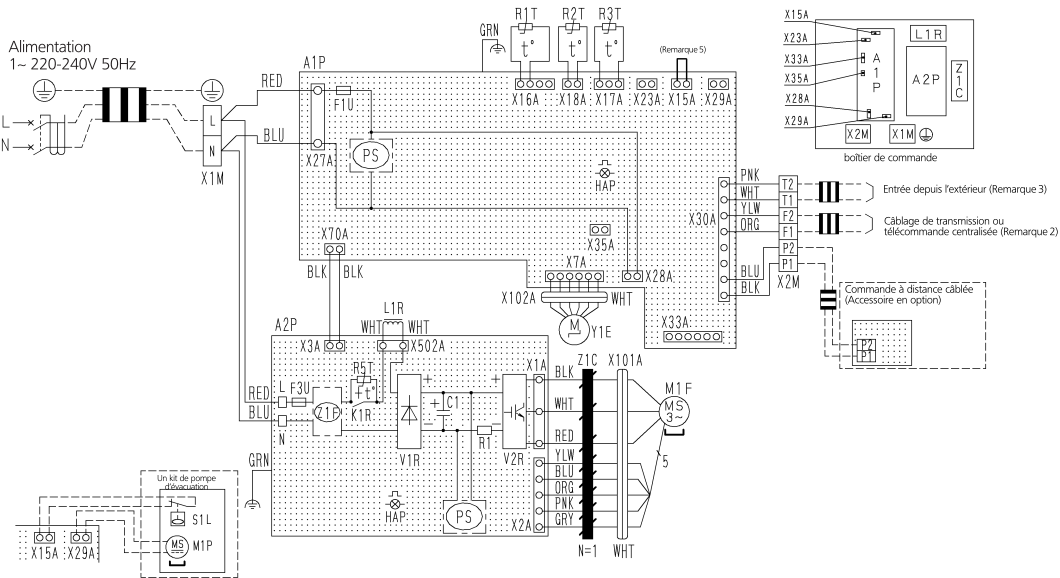 Alimentation
1~ 220-240V 50Hz
L
N
L
N
X1M
RED
BLU
A1P
F1U
X27A
PS
GRN
R1T
R2T
R3T
t°
t°
t°
(Remarque 5)
X16A
X18A
X17A
X23A
X15A
X29A
HAP
X35A
X70A
BLK
BLK
X7A
X28A
X102A
WHT
M
Y1E
X33A
X30A
PNK
WHT
YLW
ORG
BLU
BLK
T2
T1
F2
F1
P2
P1
X2M
Entrée depuis l'extérieur (Remarque 3)
Câblage de transmission ou
télécommande centralisée (Remarque 2)
Commande à distance câblée
(Accessoire en option)
P2
P1
X15A
X23A
X33A
X35A
X28A
X29A
A
1
P
L1R
A2P
Z
1
C
X2M
X1M
boîtier de commande
A2P
L1R
WHT
WHT
X3A
X502A
RED
BLU
L
N
F3U
Z1F
R5T
+t°
K1R
V1R
+
−
+
C1
+
−
R1
V2R
X1A
X2A
PS
HAP
GRN
BLK
WHT
RED
YLW
BLU
ORG
PNK
GRY
Z1C
N=1
X101A
WHT
M1F
MS
3~
5
Un kit de pompe
d'évacuation
S1L
MS
M1P
X15A
X29A